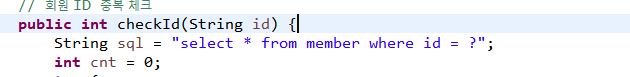 // 회원 ID 중복 체크
public int checkId(String id) {
String sql = "select * from member where id = ?";
int cnt = 0;